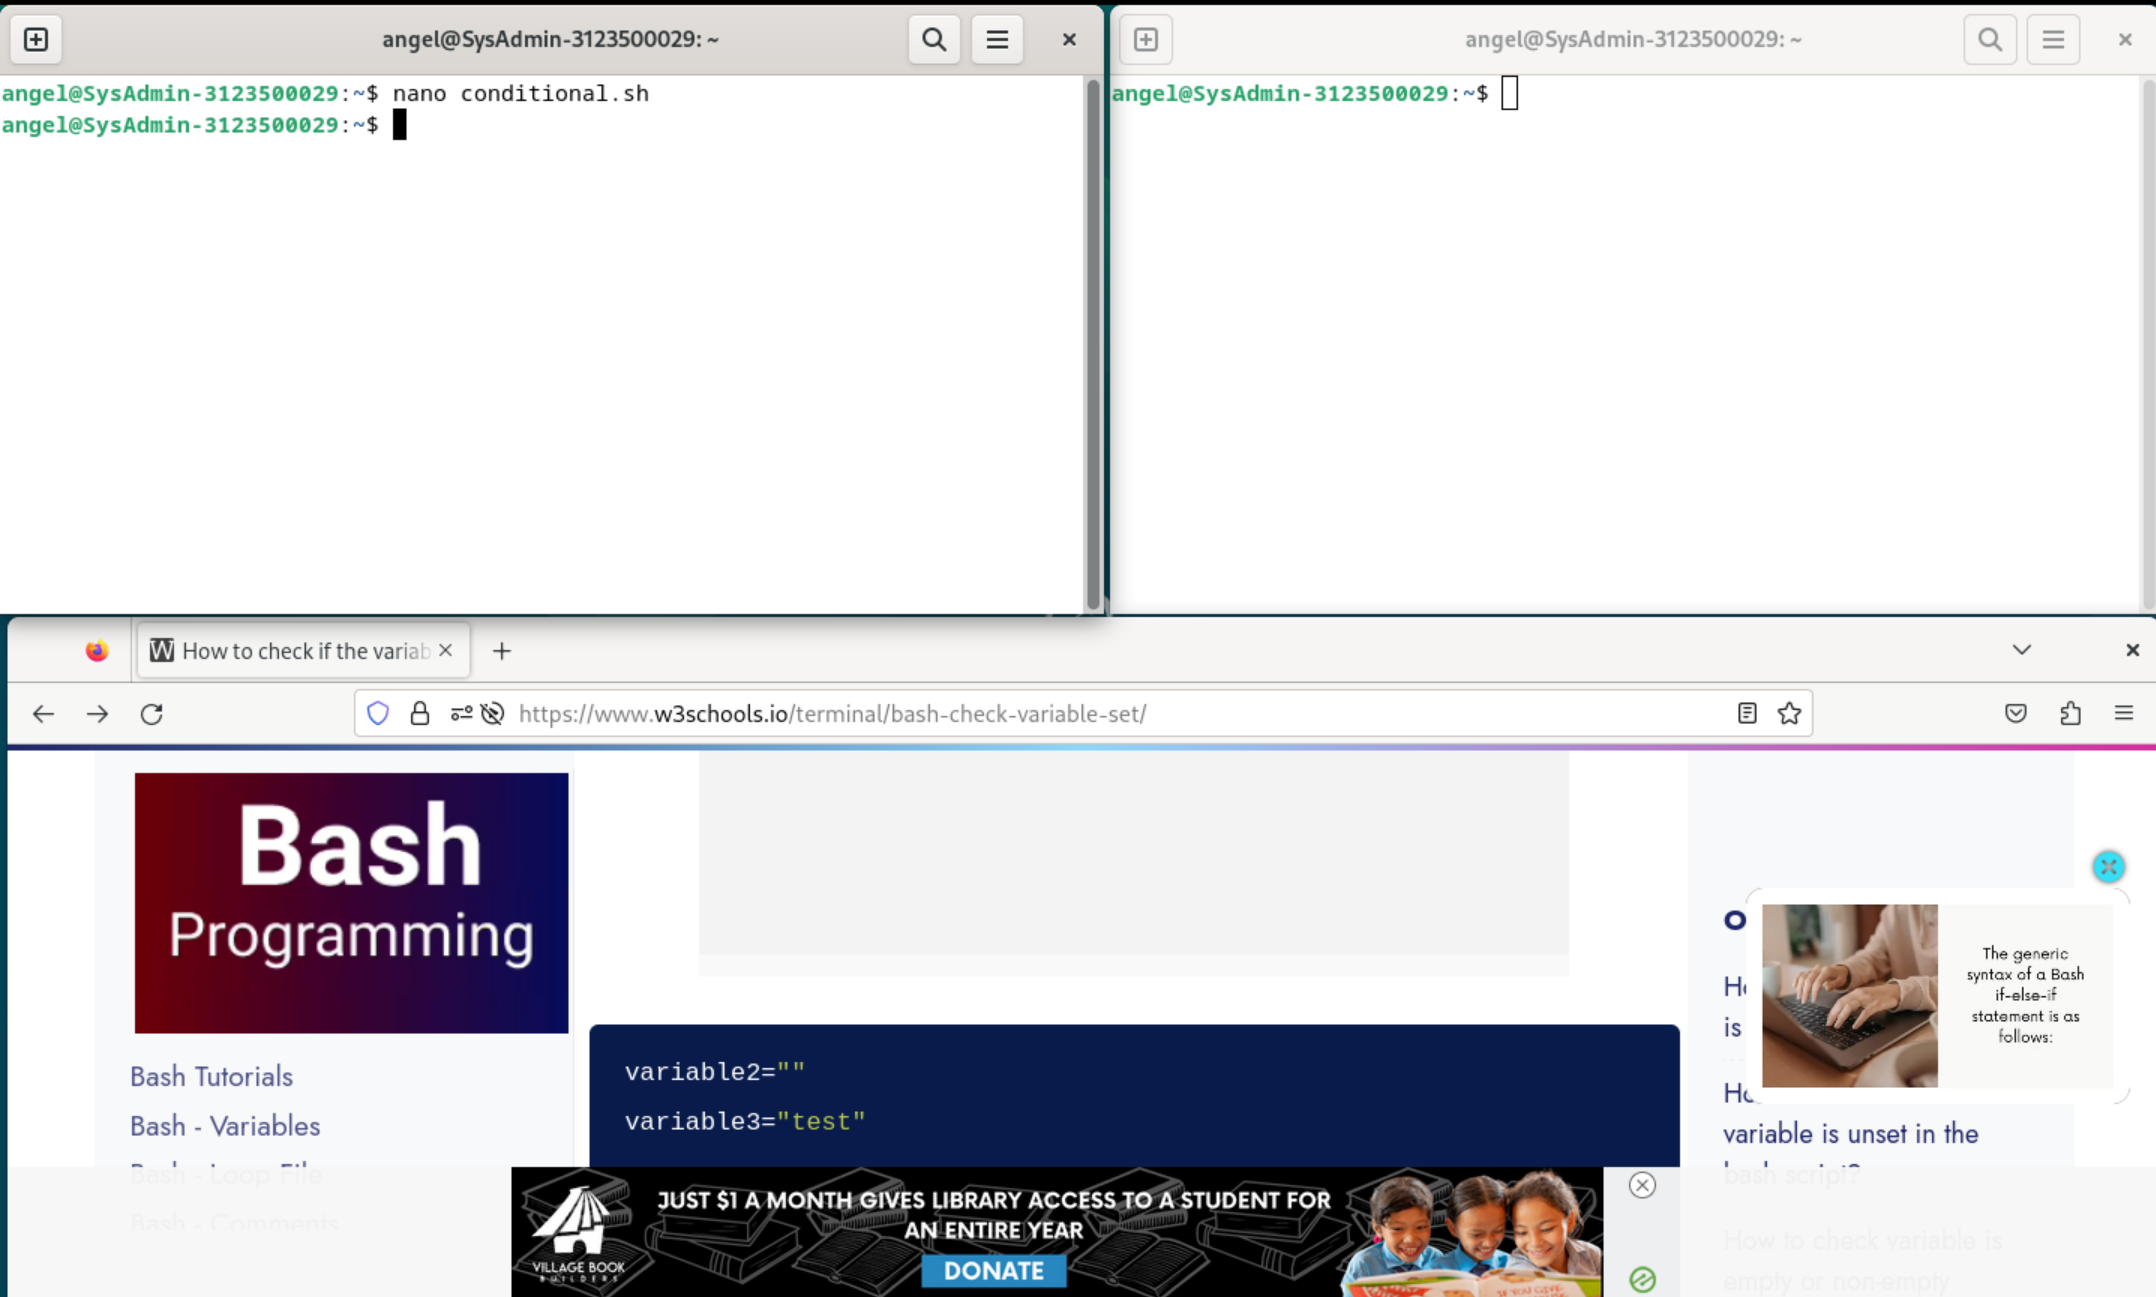 angel@SysAdmin-3123500029: ~
angel@SysAdmin-3123500029:~$ nano conditional.sh
angel@SysAdmin-3123500029:~$
angel@SysAdmin-3123500029: ~
angel@SysAdmin-3123500029:~$
W How to check if the variab
https://www.w3schools.io/terminal/bash-check-variable-set/
Bash
Programming
Bash Tutorials
Bash - Variables
Bash - Loop File
Bash - Comments
variable2=""
variable3="test"
is
variable is unset in the
bash script?
How to check variable is
empty or non-empty
The generic
syntax of a Bash
if-else-if
statement is as
follows:
JUST $1 A MONTH GIVES LIBRARY ACCESS TO A STUDENT FOR
AN ENTIRE YEAR
DONATE
VILLAGE BOOK
BUILDERS